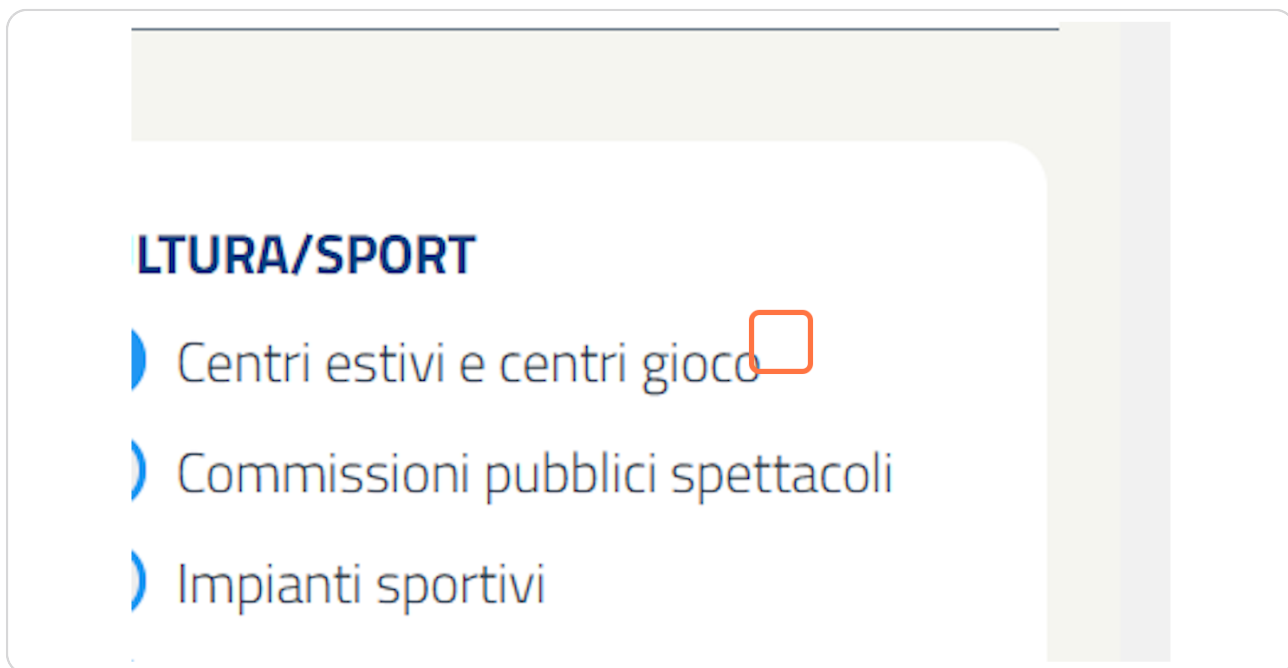 LTURA/SPORT
Centri estivi e centri gioco
Commissioni pubblici spettacoli
Impianti sportivi